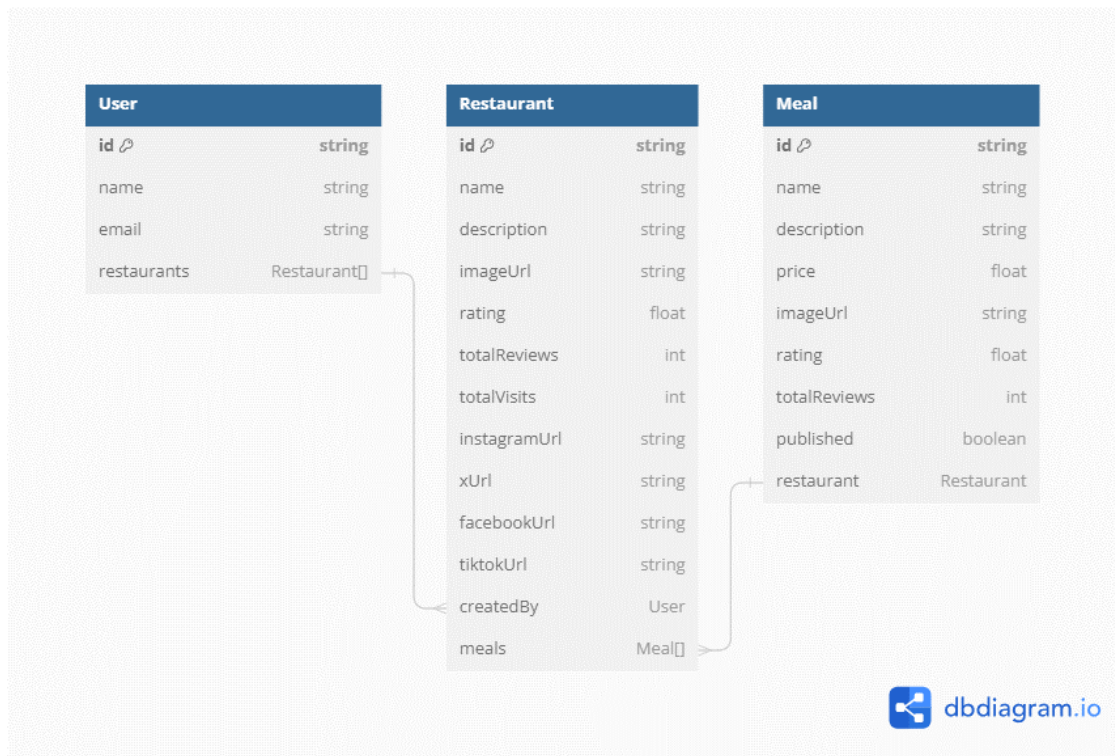 User
id string
name string
email string
restaurants Restaurant[]
Restaurant
id string
name string
description string
imageUrl string
rating float
totalReviews int
totalVisits int
instagramUrl string
xUrl string
facebookUrl string
tiktokUrl string
createdBy User
meals Meal[]
Meal
id string
name string
description string
price float
imageUrl string
rating float
totalReviews int
published boolean
restaurant Restaurant
dbdiagram.io